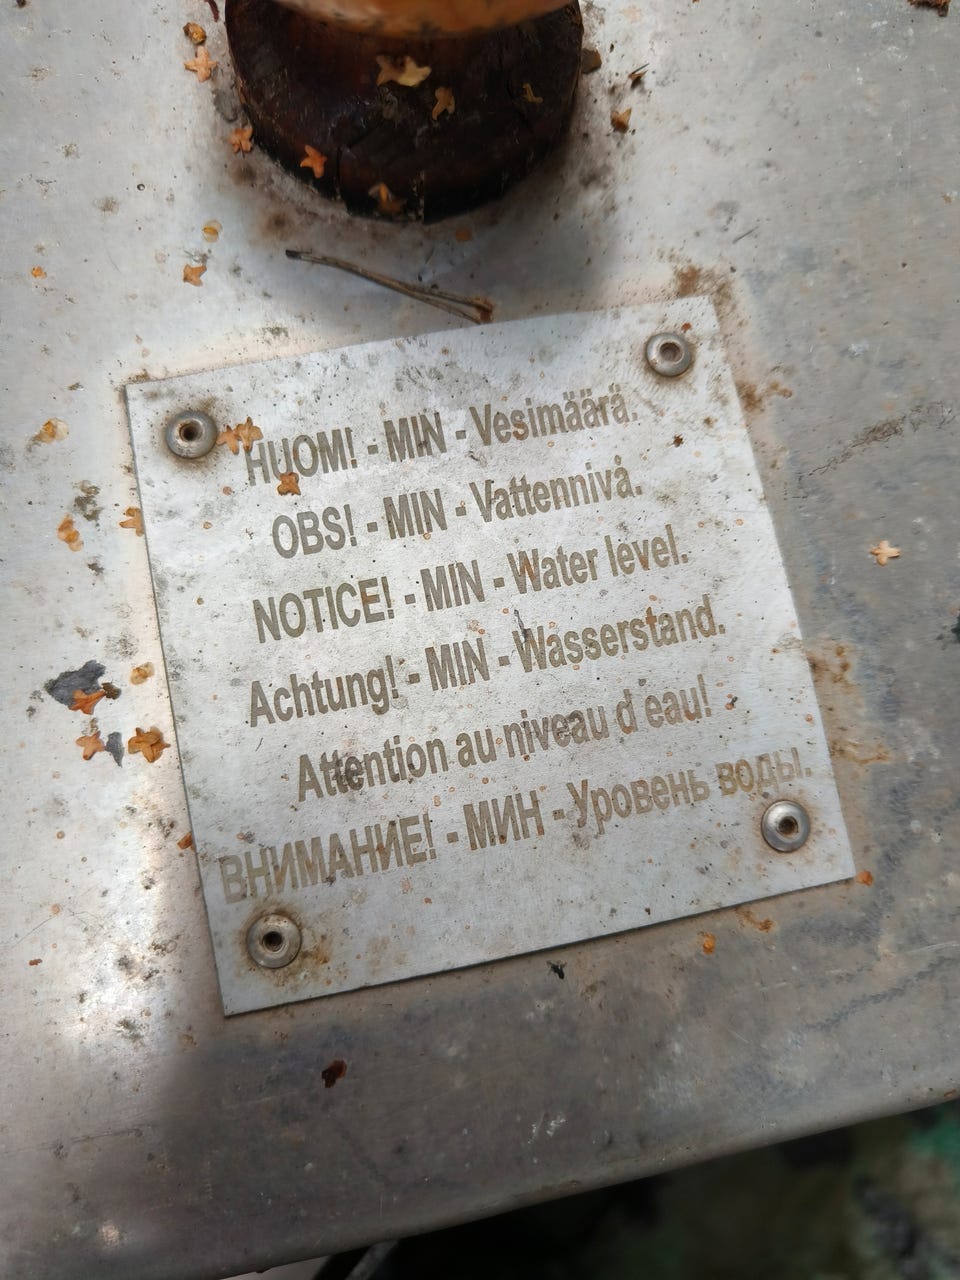 HUOM! - MIN - Vesimäärä.
OBS! - MIN - Vattennivå.
NOTICE! - MIN - Water level.
Achtung! - MIN - Wasserstand.
Attention au niveau d eau!
ВНИМАНИЕ! - МИН - Уровень воды.